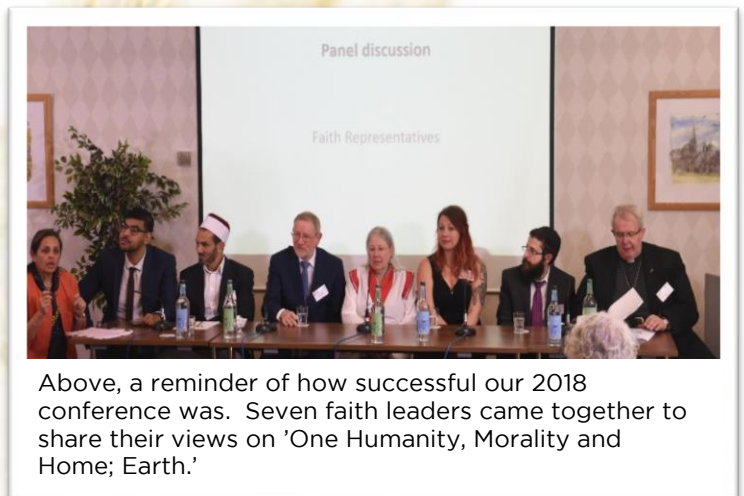 Panel discussion
Faith Representatives
Above, a reminder of how successful our 2018
conference was.  Seven faith leaders came together to
share their views on ’One Humanity, Morality and
Home; Earth.’